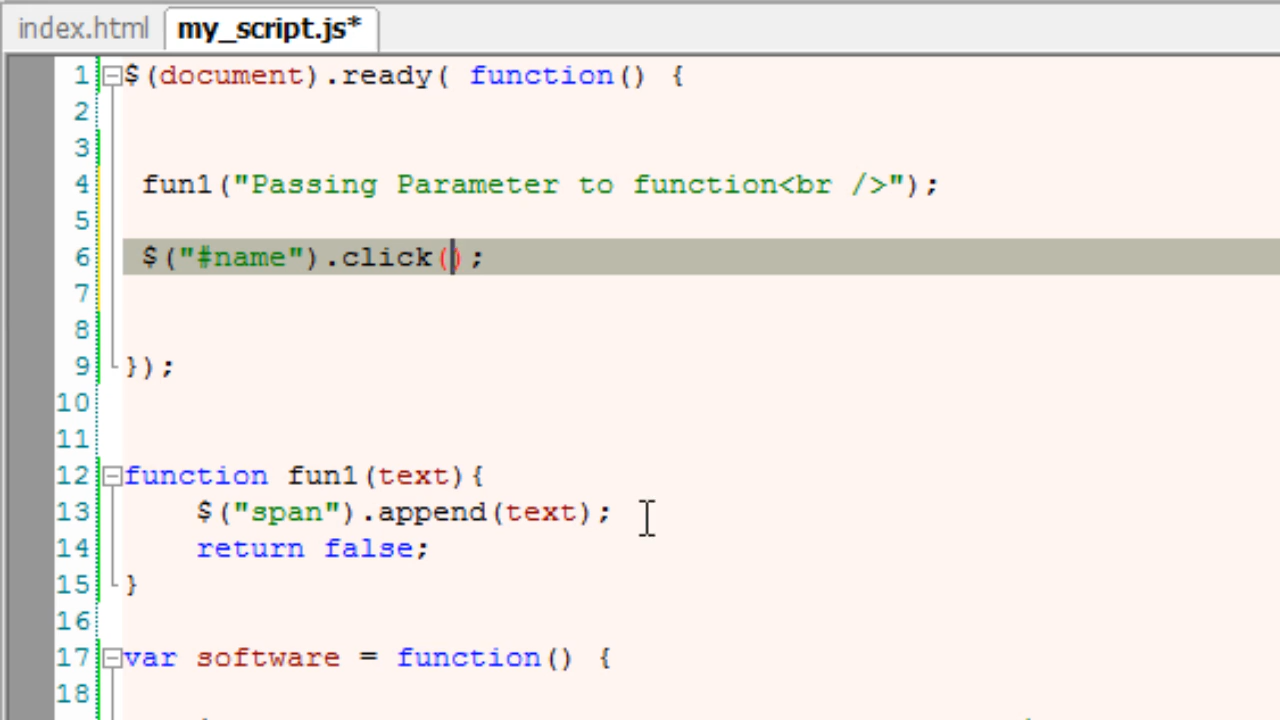 index.html my_script.js*
1 $(document).ready( function() {
2
3
4 fun1("Passing Parameter to function<br />");
5
6 $("#name").click();
7
8
9 });
10
11
12 function fun1(text){
13 $("span").append(text);
14 return false;
15 }
16
17 var software = function() {
18